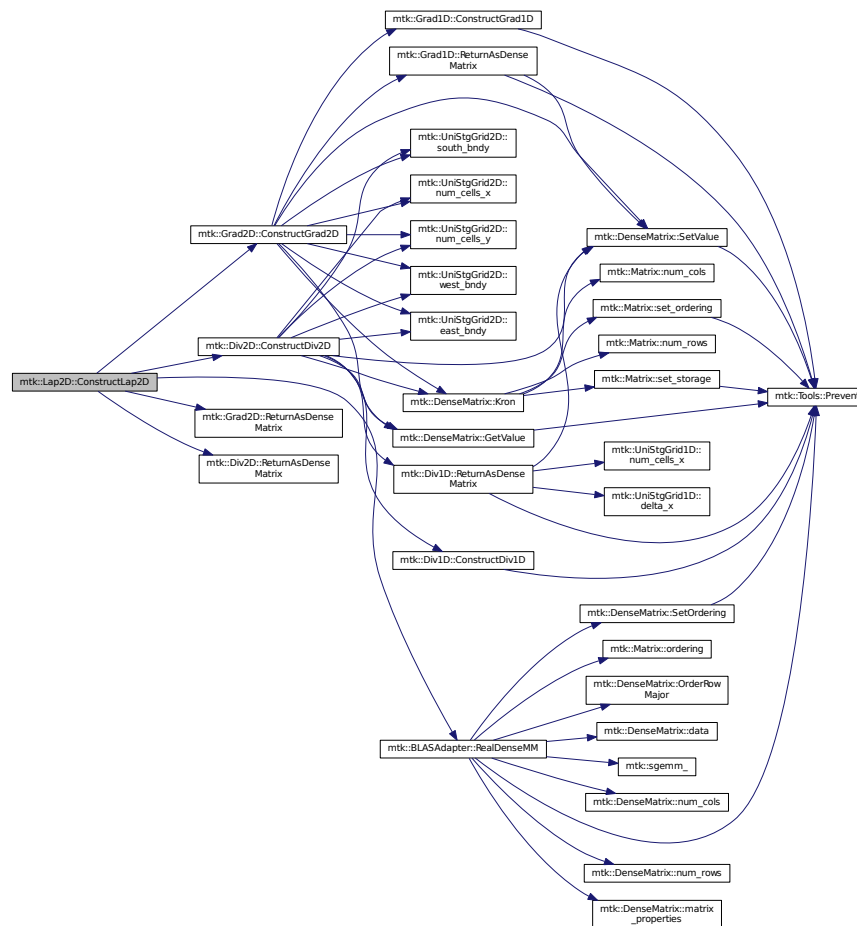 mtk::Grad1D::ConstructGrad1D
mtk::Grad1D::ReturnAsDense
Matrix
mtk::UniStgGrid2D::
south_bndy
mtk::UniStgGrid2D::
num_cells_x
mtk::UniStgGrid2D::
num_cells_y
mtk::Grad2D::ConstructGrad2D
mtk::DenseMatrix::SetValue
mtk::UniStgGrid2D::
west_bndy
mtk::Matrix::num_cols
mtk::Matrix::set_ordering
mtk::UniStgGrid2D::
east_bndy
mtk::Div2D::ConstructDiv2D
mtk::Matrix::num_rows
mtk::Lap2D::ConstructLap2D
mtk::Matrix::set_storage
mtk::Tools::Prevent
mtk::DenseMatrix::Kron
mtk::Grad2D::ReturnAsDense
Matrix
mtk::DenseMatrix::GetValue
mtk::UniStgGrid1D::
num_cells_x
mtk::Div2D::ReturnAsDense
Matrix
mtk::Div1D::ReturnAsDense
Matrix
mtk::UniStgGrid1D::
delta_x
mtk::Div1D::ConstructDiv1D
mtk::DenseMatrix::SetOrdering
mtk::Matrix::ordering
mtk::DenseMatrix::OrderRow
Major
mtk::DenseMatrix::data
mtk::BLASAdapter::RealDenseMM
mtk::sgemm_
mtk::DenseMatrix::num_cols
mtk::DenseMatrix::num_rows
mtk::DenseMatrix::matrix
_properties